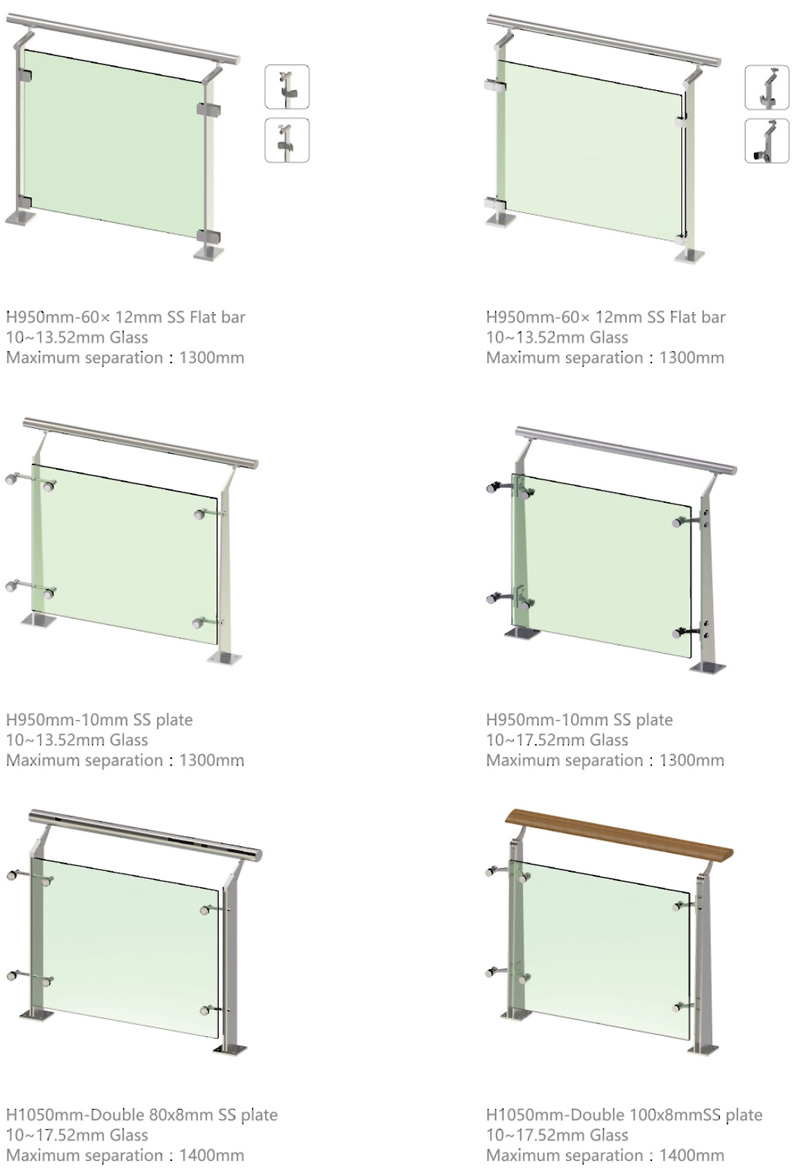 H950mm-60× 12mm SS Flat bar
10~13.52mm Glass
Maximum separation：1300mm
H950mm-60× 12mm SS Flat bar
10~13.52mm Glass
Maximum separation：1300mm
H950mm-10mm SS plate
10~13.52mm Glass
Maximum separation：1300mm
H950mm-10mm SS plate
10~17.52mm Glass
Maximum separation：1300mm
H1050mm-Double 80x8mm SS plate
10~17.52mm Glass
Maximum separation：1400mm
H1050mm-Double 100x8mmSS plate
10~17.52mm Glass
Maximum separation：1400mm